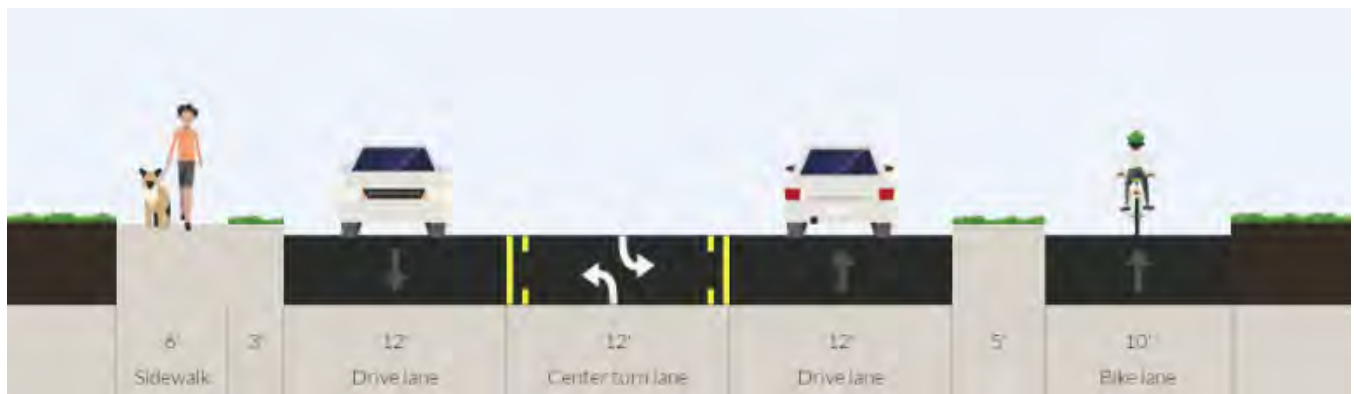 6' 3' 12' 12' 12' 5' 10'
Sidewalk Drive lane Center turn lane Drive lane Bike lane